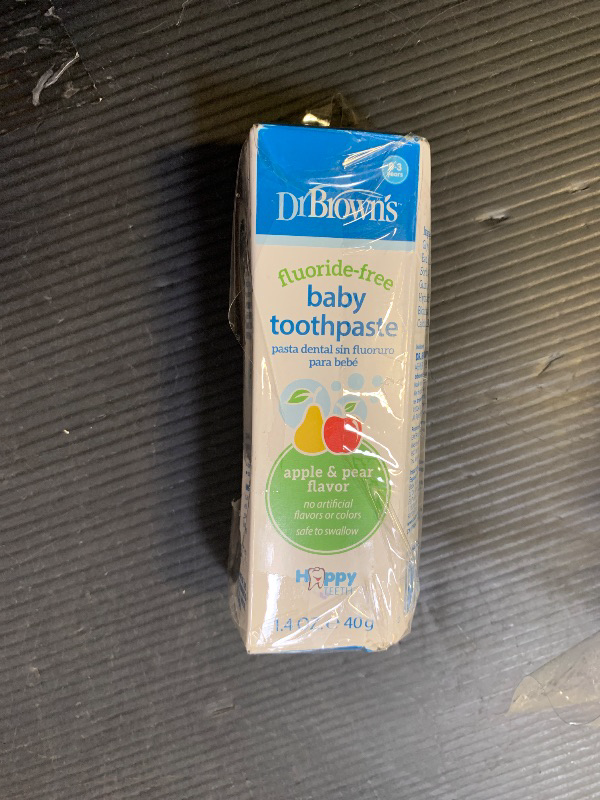 0-3
years
Dr Brown's™
fluoride-free
baby
toothpaste
pasta dental sin fluoruro
para bebé
apple & pear
flavor
no artificial
flavors or colors
safe to swallow
Happy
TEETH
1.4 OZ. e 40 g